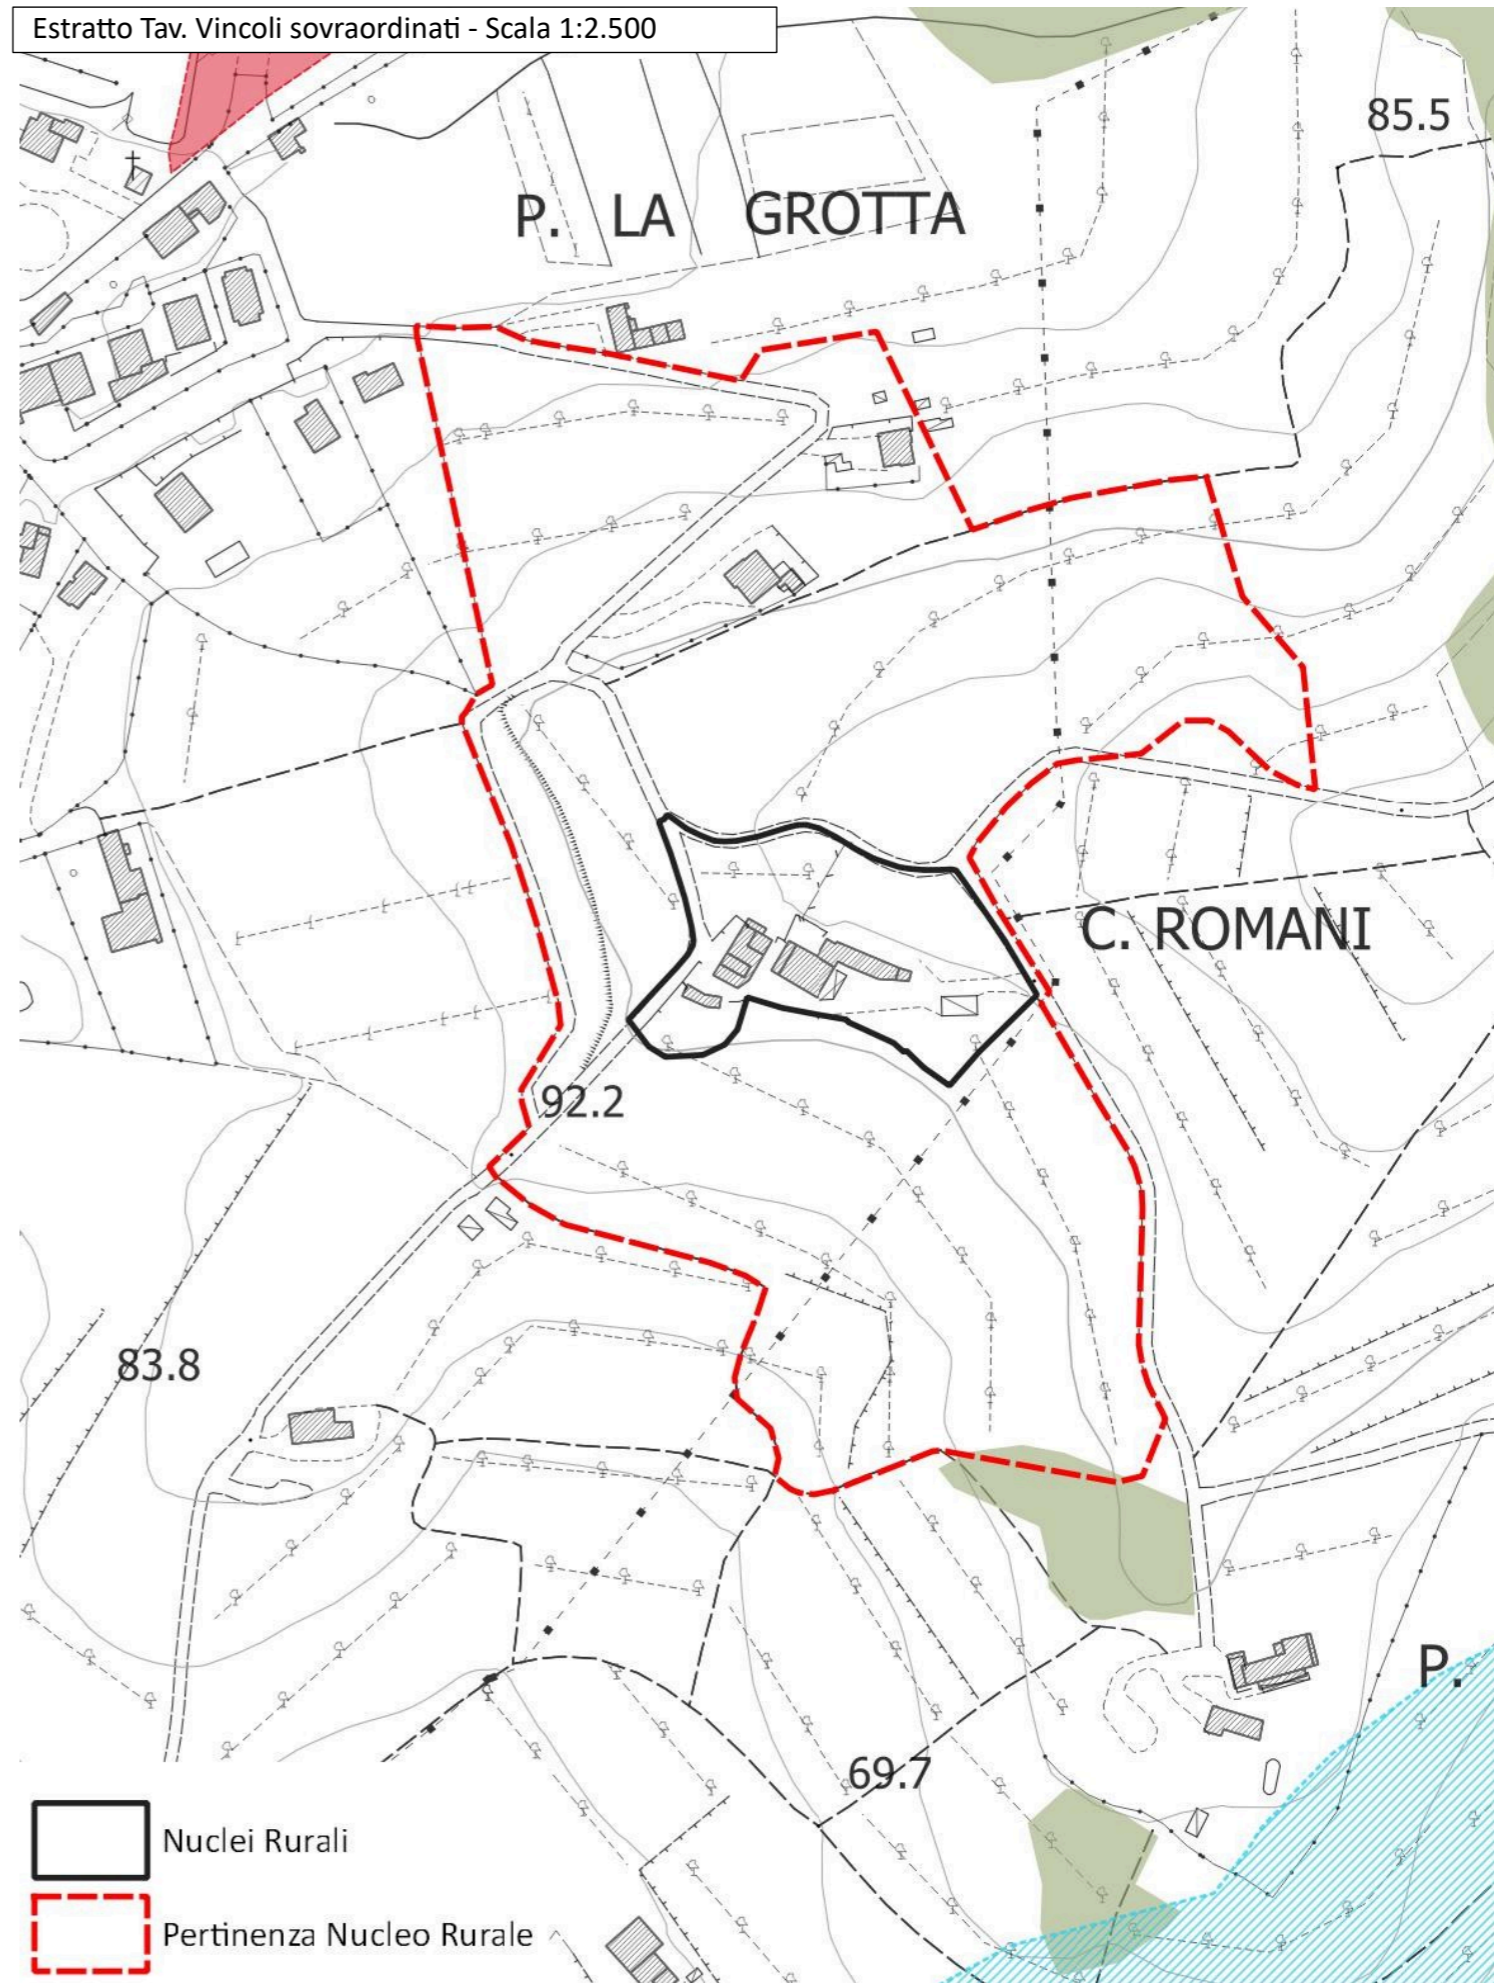 Estratto Tav. Vincoli sovraordinati - Scala 1:2.500
85.5
P. LA GROTTA
C. ROMANI
92.2
83.8
P.
69.7
Nuclei Rurali
Pertinenza Nucleo Rurale